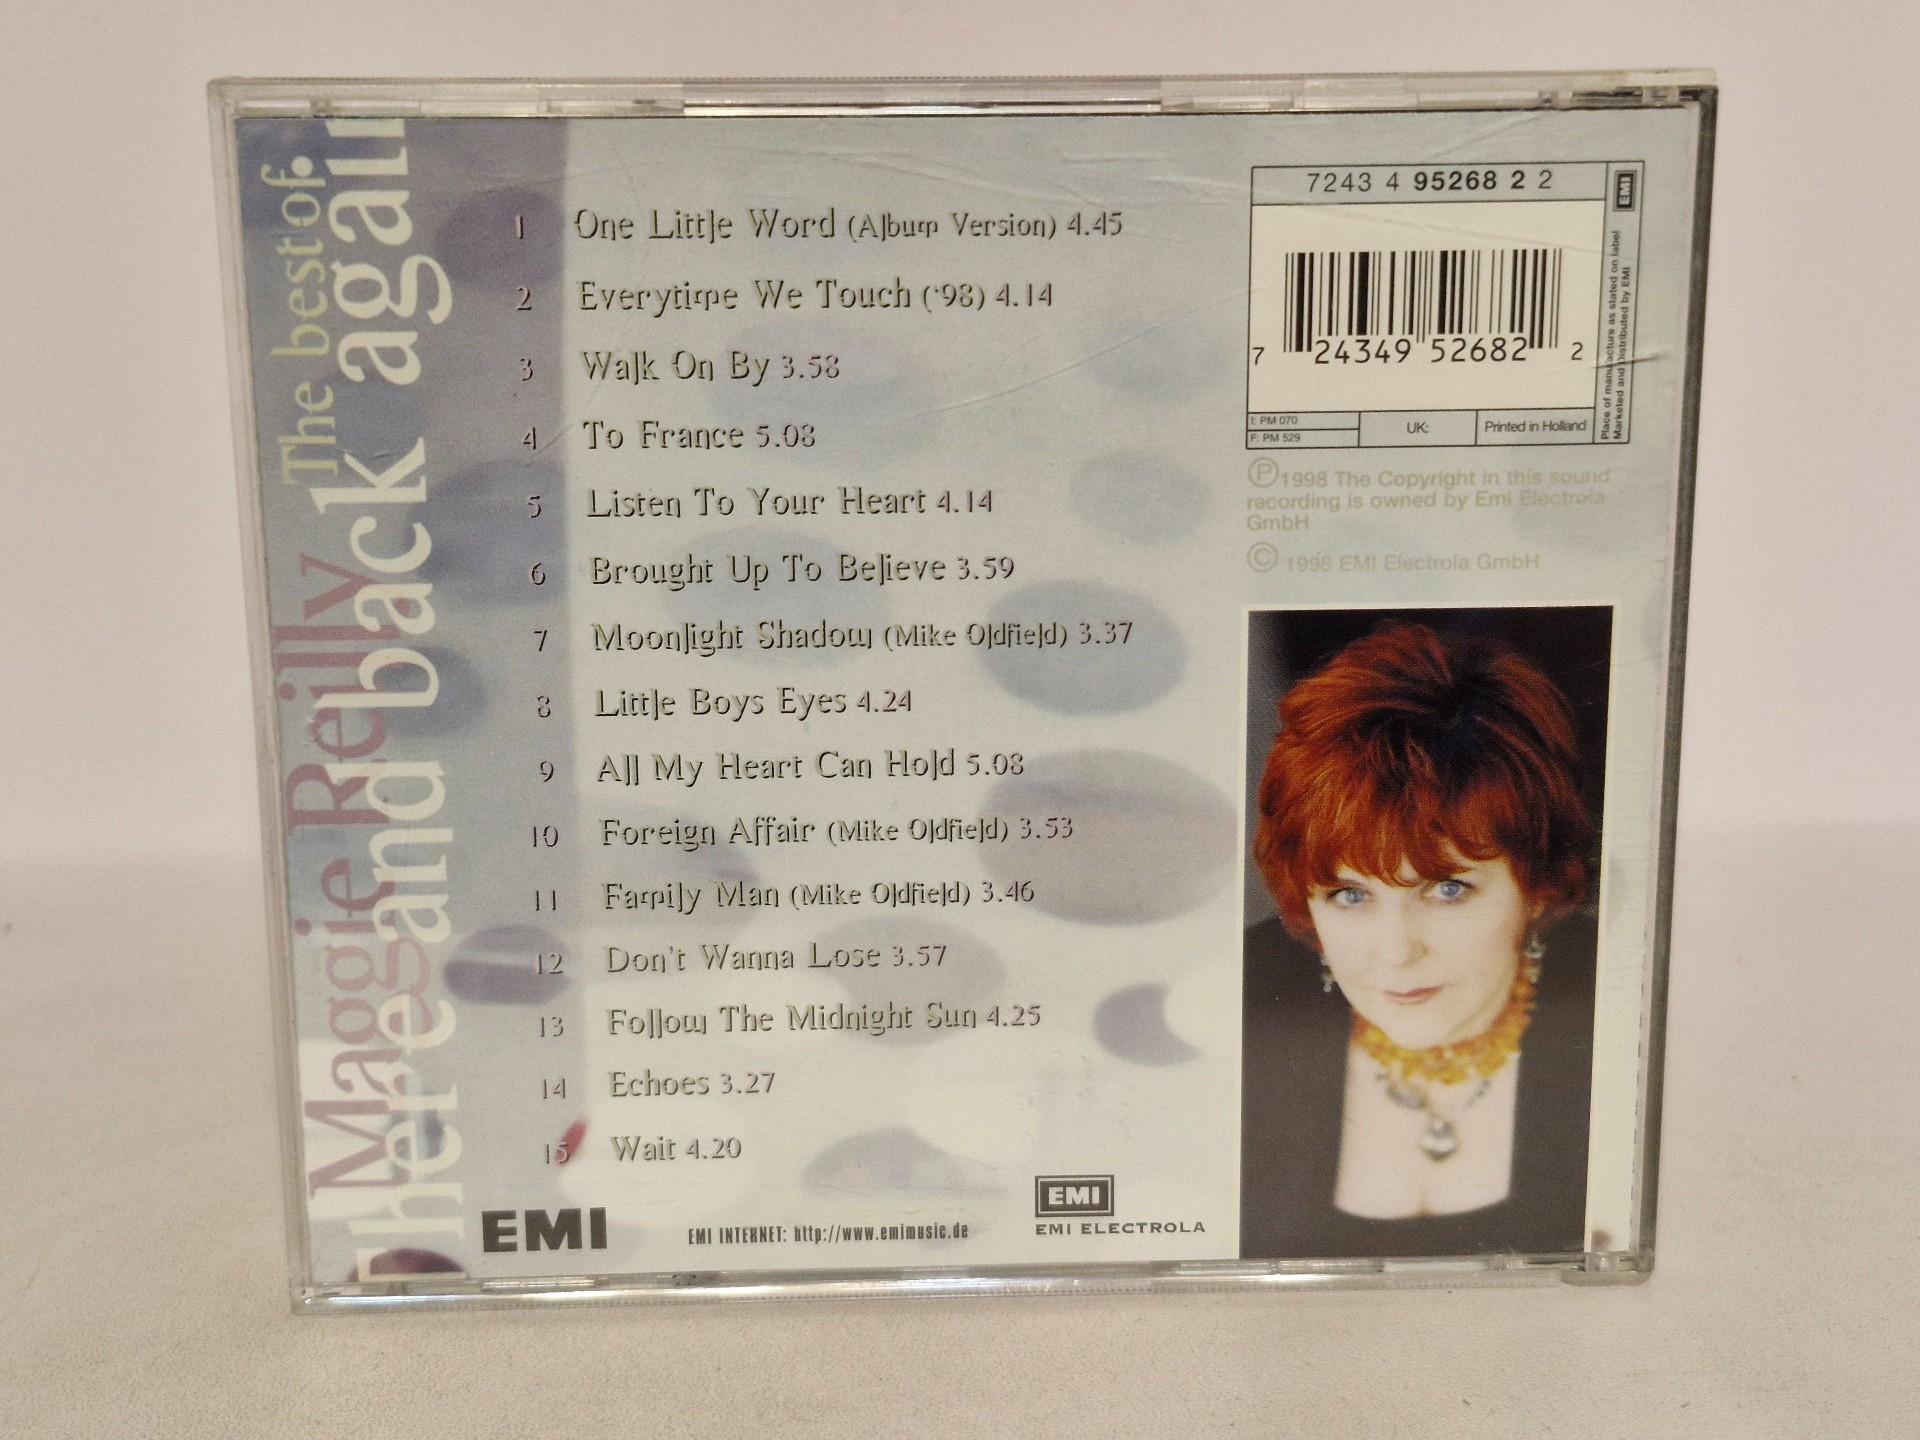 The best of
Maggie Reilly
There and back again
1 One Little Word (Album Version) 4.45
2 Everytime We Touch ('98) 4.14
3 Walk On By 3.58
4 To France 5.08
5 Listen To Your Heart 4.14
6 Brought Up To Believe 3.59
7 Moonlight Shadow (Mike Oldfield) 3.37
8 Little Boys Eyes 4.24
9 All My Heart Can Hold 5.08
10 Foreign Affair (Mike Oldfield) 3.53
11 Family Man (Mike Oldfield) 3.46
12 Don't Wanna Lose 3.57
13 Follow The Midnight Sun 4.25
14 Echoes 3.27
15 Wait 4.20
EMI
EMI INTERNET: http://www.emimusic.de
EMI
EMI ELECTROLA
7243 4 95268 2 2
EMI
7 24349 52682 2
Place of manufacture as stated on label
Marketed and Distributed by EMI
I: PM 070
F: PM 529
UK:
Printed in Holland
Ⓟ1998 The Copyright in this sound
recording is owned by Emi Electrola
GmbH
© 1998 EMI Electrola GmbH